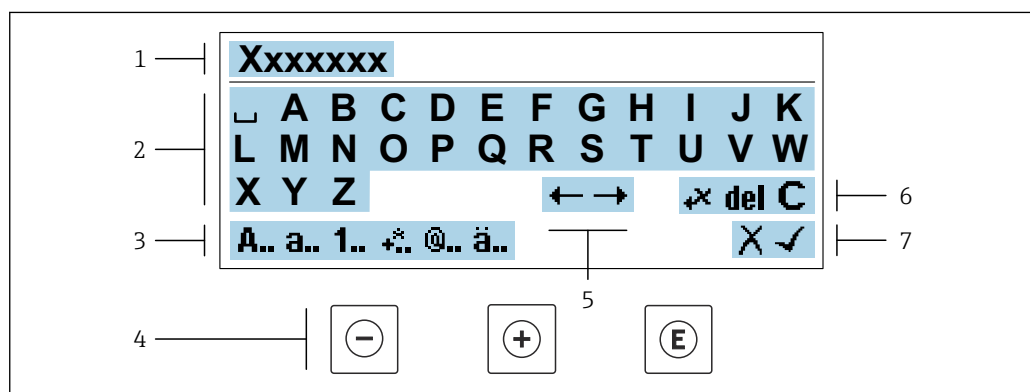 1 Xxxxxxx
␣ A B C D E F G H I J K
2 L M N O P Q R S T U V W
X Y Z ← → +x del C 6
3 A.. a.. 1.. +*.. @.. ä.. X ✓ 7
5
4 − + E